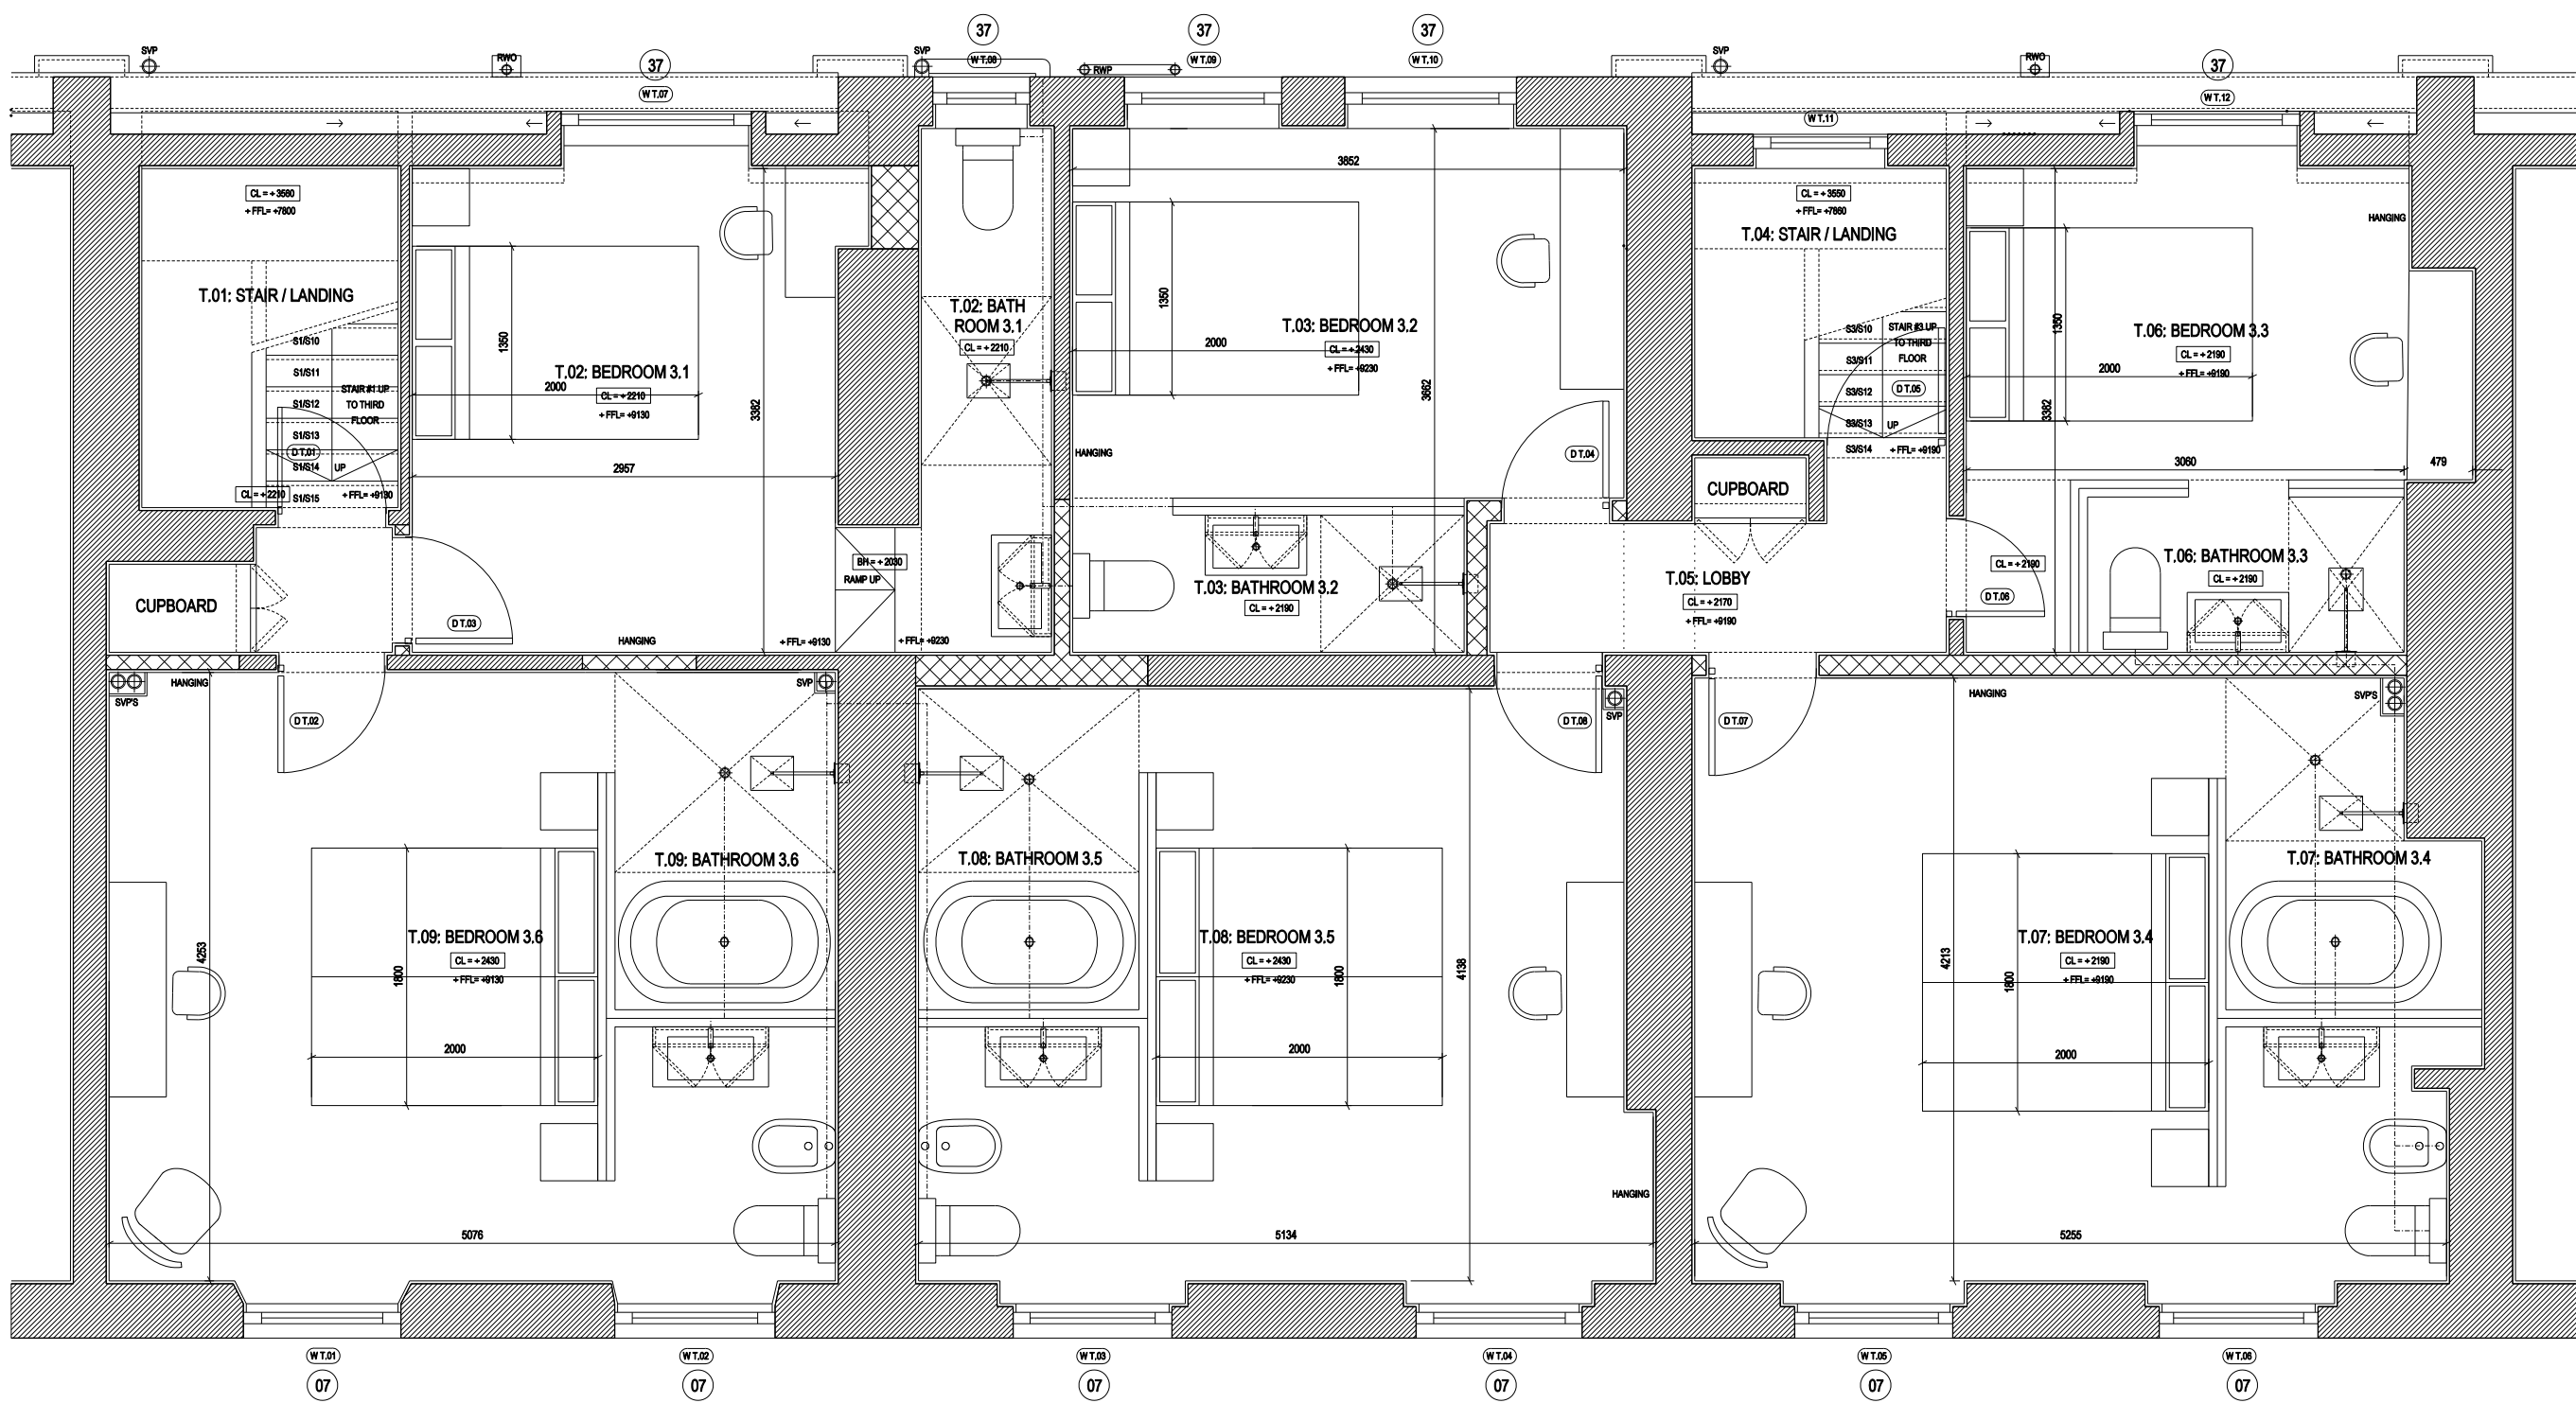 37
37
37
SVP
RWO
37
SVP
W T.08
W T.09
W T.10
SVP
RWO
37
RWP
W T.07
W T.12
W T.11
3852
CL = + 3580
+ FFL= +7800
CL = + 3550
+ FFL= +7860
HANGING
T.04: STAIR / LANDING
T.01: STAIR / LANDING
T.02: BATH
ROOM 3.1
CL = + 2210
1350
T.03: BEDROOM 3.2
2000
CL = + 2430
+ FFL= +9230
3662
1350
T.06: BEDROOM 3.3
CL = + 2190
+ FFL= +9190
2000
3382
S1/S10
S1/S11
S1/S12
S1/S13
S1/S14
S1/S15
STAIR #1 UP
TO THIRD
FLOOR
D T.01
UP
CL = + 2210
+ FFL= +9130
1350
T.02: BEDROOM 3.1
2000
CL = + 2210
+ FFL= +9130
3382
2957
S3/S10
S3/S11
S3/S12
S3/S13
S3/S14
STAIR #3 UP
TO THIRD
FLOOR
D T.05
UP
+ FFL= +9190
HANGING
D T.04
3060
479
CUPBOARD
BH = + 2030
RAMP UP
T.03: BATHROOM 3.2
CL = + 2190
T.05: LOBBY
CL = + 2170
+ FFL= +9190
CL = + 2190
D T.06
T.06: BATHROOM 3.3
CL = + 2190
CUPBOARD
D T.03
HANGING
+ FFL= +9130
+ FFL= +9230
SVP'S
HANGING
D T.02
SVP
D T.08
SVP
D T.07
HANGING
SVP'S
T.09: BATHROOM 3.6
T.08: BATHROOM 3.5
T.07: BATHROOM 3.4
4253
T.09: BEDROOM 3.6
CL = + 2430
+ FFL= +9130
1800
2000
T.08: BEDROOM 3.5
CL = + 2430
+ FFL= +9230
1800
2000
4138
4213
T.07: BEDROOM 3.4
CL = + 2190
+ FFL= +9190
1800
2000
HANGING
5076
5134
5255
W T.01
W T.02
W T.03
W T.04
W T.05
W T.06
07
07
07
07
07
07